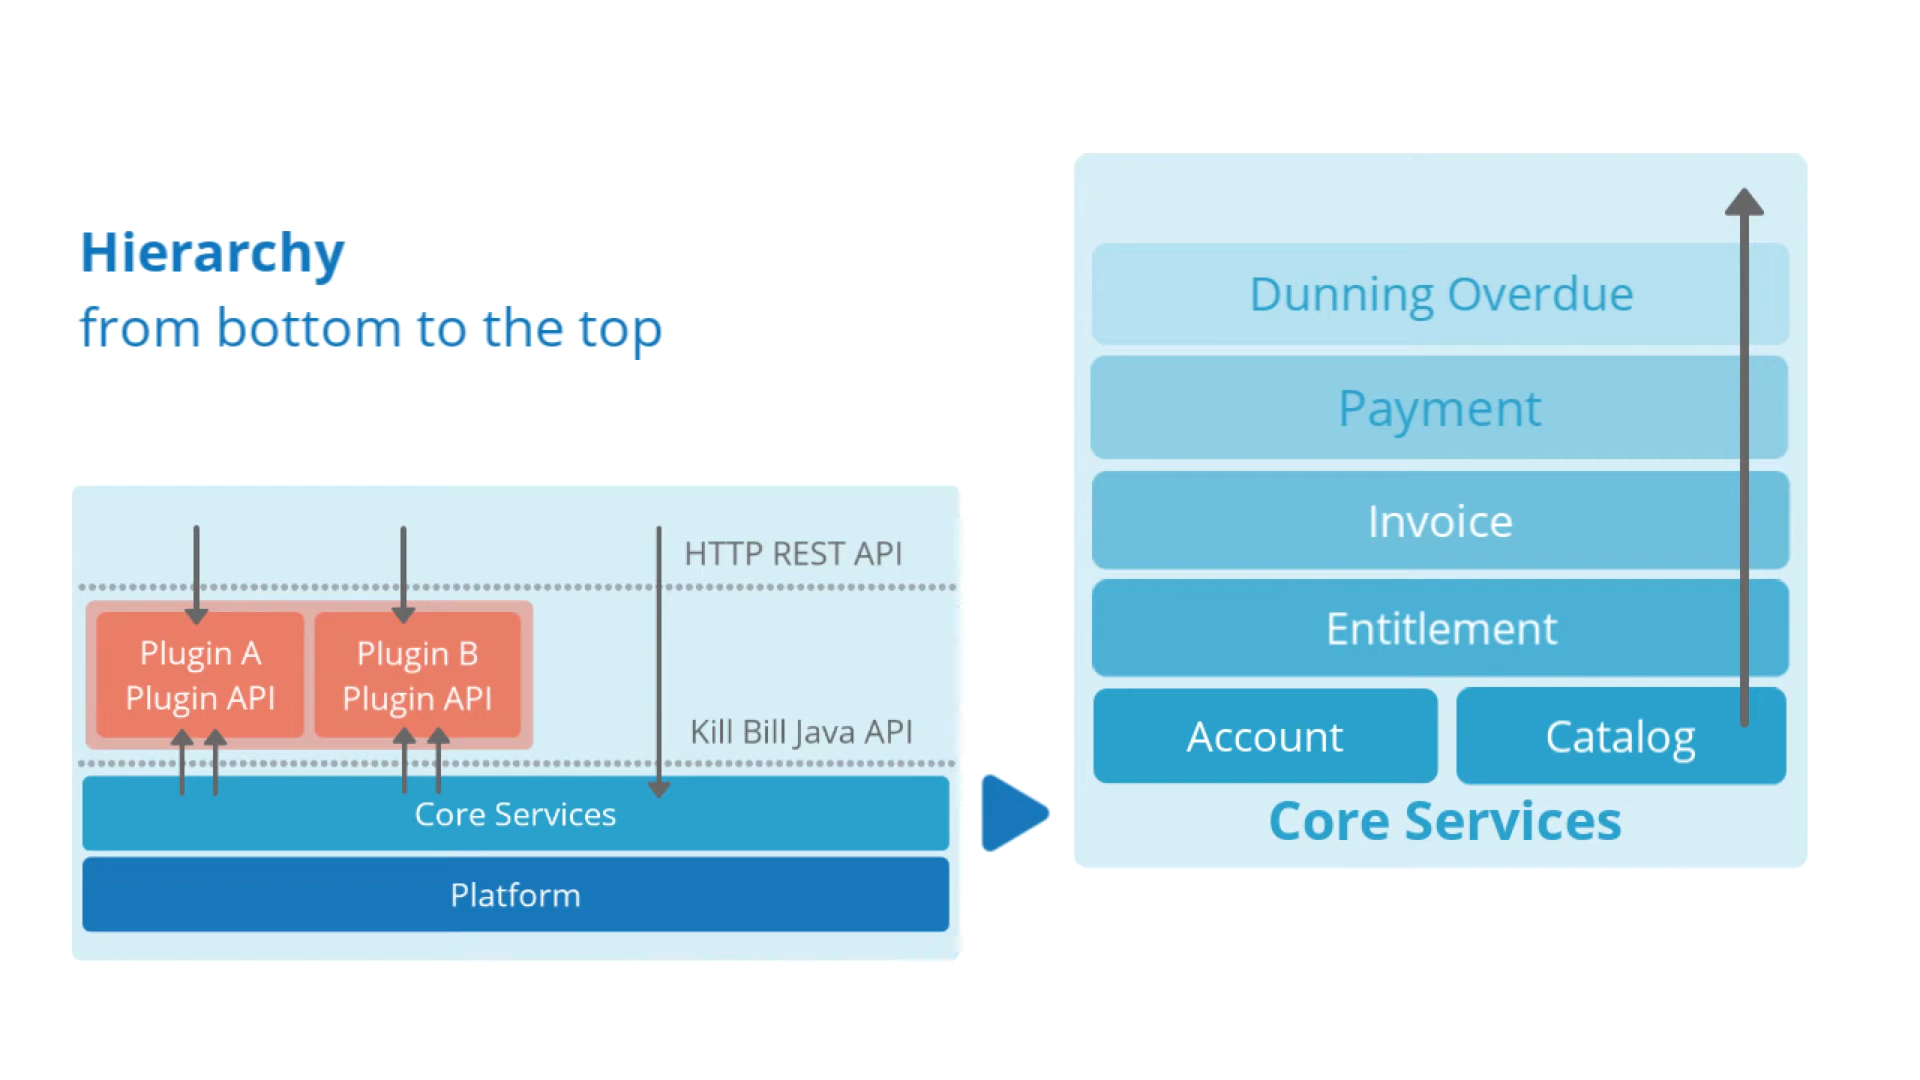 Hierarchy
from bottom to the top
HTTP REST API
Plugin A
Plugin API
Plugin B
Plugin API
Kill Bill Java API
Core Services
Platform
Dunning Overdue
Payment
Invoice
Entitlement
Account
Catalog
Core Services